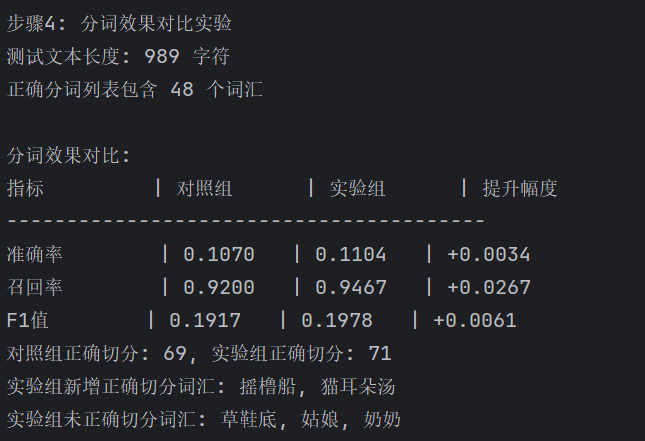 步骤4: 分词效果对比实验
测试文本长度: 989 字符
正确分词列表包含 48 个词汇
分词效果对比:
指标 | 对照组 | 实验组 | 提升幅度
----------------------------------------
准确率 | 0.1070 | 0.1104 | +0.0034
召回率 | 0.9200 | 0.9467 | +0.0267
F1值 | 0.1917 | 0.1978 | +0.0061
对照组正确切分: 69, 实验组正确切分: 71
实验组新增正确切分词汇: 摇橹船, 猫耳朵汤
实验组未正确切分词汇: 草鞋底, 姑娘, 奶奶